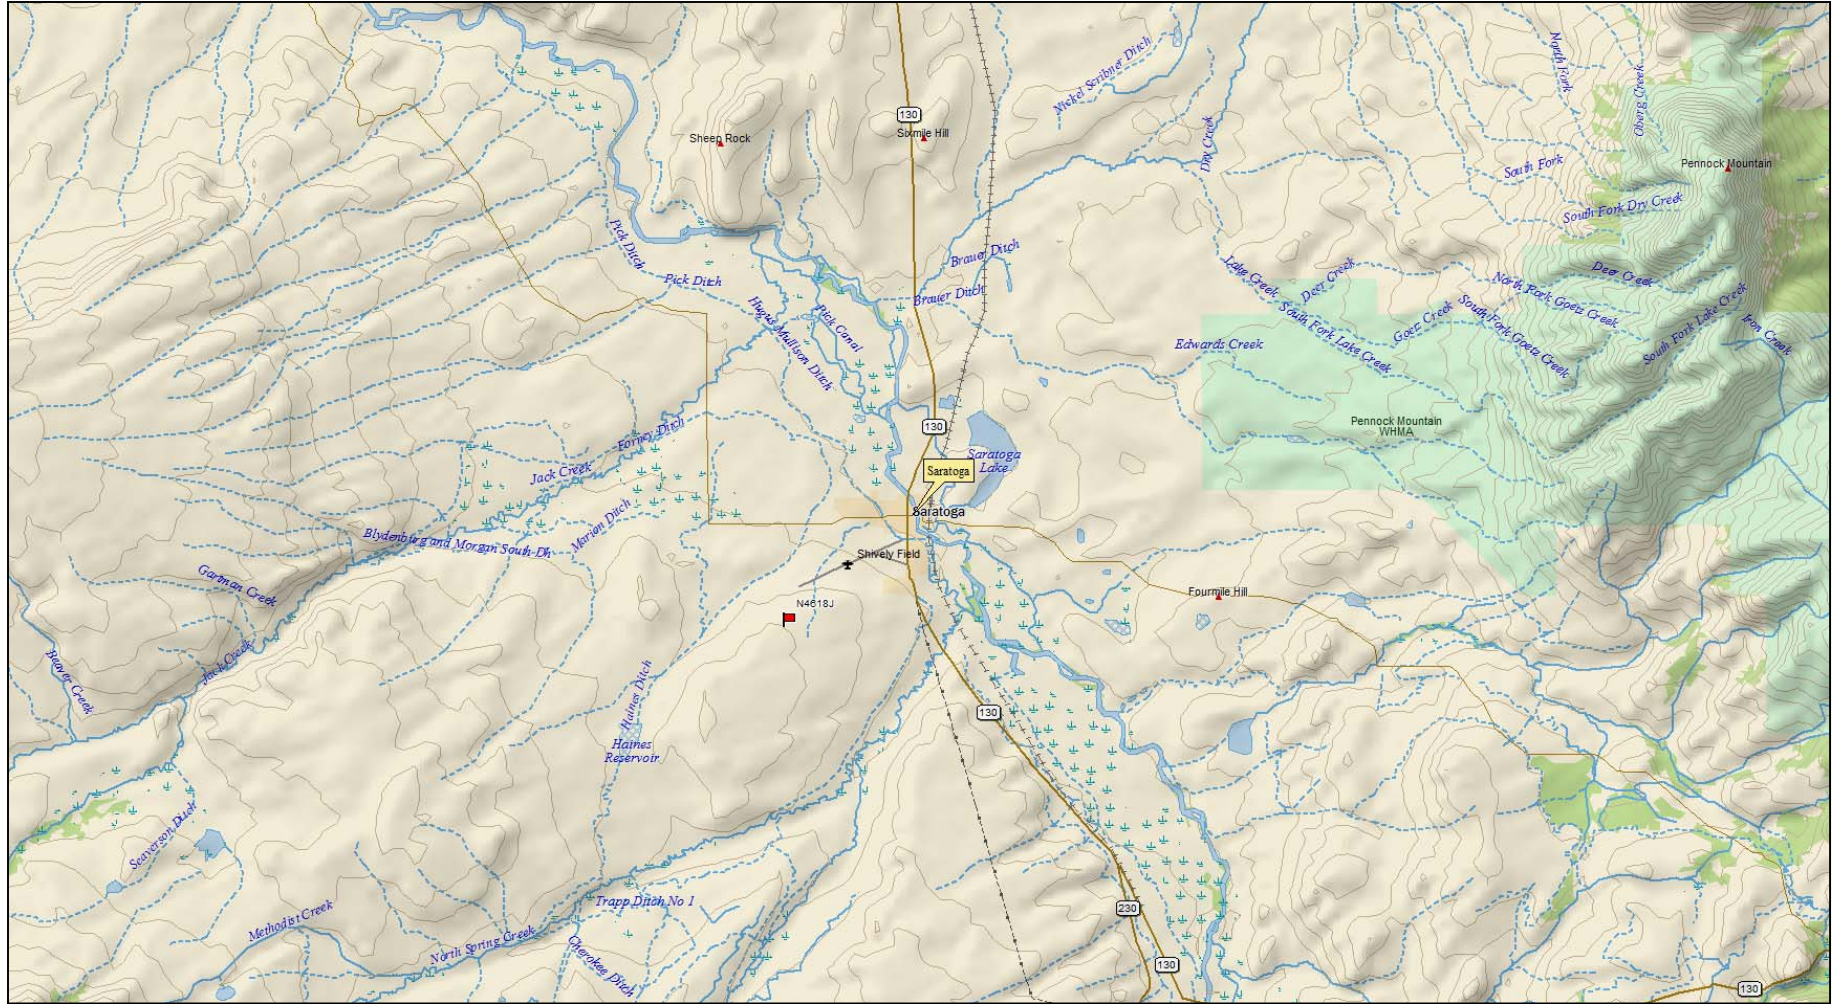 Nickel Scribner Ditch
North Fork
Oberg Creek
130
Sheep Rock
Sixmile Hill
Dry Creek
South Fork
Pennock Mountain
South Fork Dry Creek
Pick Ditch
Pick Ditch
Brauer Ditch
Brauer Ditch
Lake Creek
Deer Creek
Deer Creek
North Fork Goetz Creek
South Fork Lake Creek
Iron Creek
Hugus Mullison Ditch
Pick Canal
South Fork Lake Creek
Goetz Creek
South Fork Goetz Creek
Edwards Creek
Pennock Mountain
WHMA
130
Forney Ditch
Jack Creek
Saratoga
Lake
Saratoga
Saratoga
Marian Ditch
Blydenburg and Morgan South Dh
Shively Field
Garbnan Creek
N4618J
Fourmile Hill
Jack Creek
Beaver Creek
Haines Ditch
130
Haines
Reservoir
Seaverson Ditch
Trapp Ditch No 1
Methodist Creek
North Spring Creek
Cherokee Ditch
230
130
130